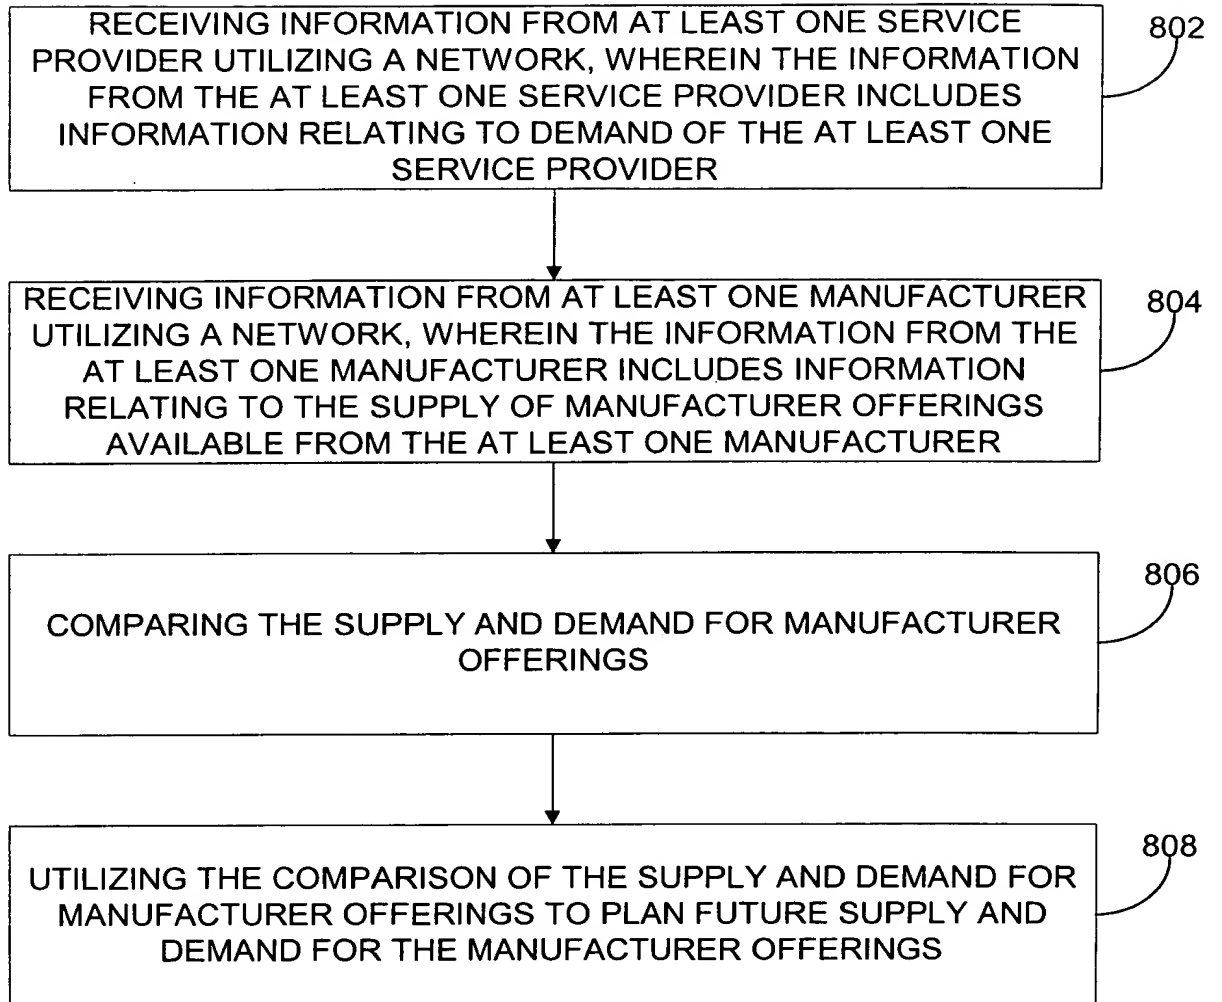 RECEIVING INFORMATION FROM AT LEAST ONE SERVICE
PROVIDER UTILIZING A NETWORK, WHEREIN THE INFORMATION
FROM THE AT LEAST ONE SERVICE PROVIDER INCLUDES
INFORMATION RELATING TO DEMAND OF THE AT LEAST ONE
SERVICE PROVIDER
802
RECEIVING INFORMATION FROM AT LEAST ONE MANUFACTURER
UTILIZING A NETWORK, WHEREIN THE INFORMATION FROM THE
AT LEAST ONE MANUFACTURER INCLUDES INFORMATION
RELATING TO THE SUPPLY OF MANUFACTURER OFFERINGS
AVAILABLE FROM THE AT LEAST ONE MANUFACTURER
804
COMPARING THE SUPPLY AND DEMAND FOR MANUFACTURER
OFFERINGS
806
UTILIZING THE COMPARISON OF THE SUPPLY AND DEMAND FOR
MANUFACTURER OFFERINGS TO PLAN FUTURE SUPPLY AND
DEMAND FOR THE MANUFACTURER OFFERINGS
808